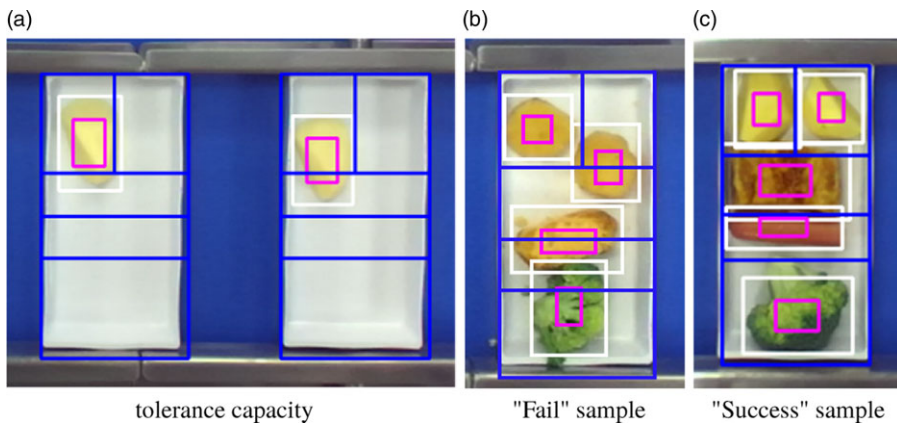 (a)
(b)
(c)
tolerance capacity
"Fail" sample
"Success" sample